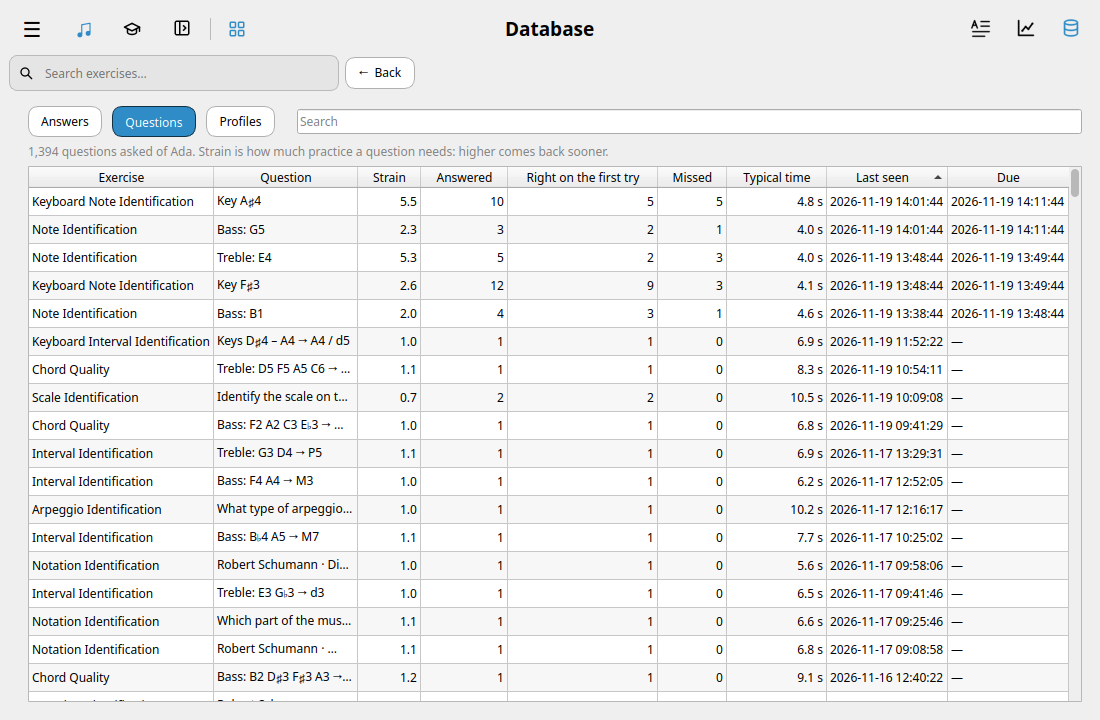 Database
Search exercises...
← Back
Answers Questions Profiles Search
1,394 questions asked of Ada. Strain is how much practice a question needs: higher comes back sooner.
Exercise Question Strain Answered Right on the first try Missed Typical time Last seen Due
Keyboard Note Identification Key A♯4 5.5 10 5 5 4.8 s 2026-11-19 14:01:44 2026-11-19 14:11:44
Note Identification Bass: G5 2.3 3 2 1 4.0 s 2026-11-19 14:01:44 2026-11-19 14:11:44
Note Identification Treble: E4 5.3 5 2 3 4.0 s 2026-11-19 13:48:44 2026-11-19 13:49:44
Keyboard Note Identification Key F♯3 2.6 12 9 3 4.1 s 2026-11-19 13:48:44 2026-11-19 13:49:44
Note Identification Bass: B1 2.0 4 3 1 4.6 s 2026-11-19 13:38:44 2026-11-19 13:48:44
Keyboard Interval Identification Keys D♯4 – A4 → A4 / d5 1.0 1 1 0 6.9 s 2026-11-19 11:52:22 —
Chord Quality Treble: D5 F5 A5 C6 → ... 1.1 1 1 0 8.3 s 2026-11-19 10:54:11 —
Scale Identification Identify the scale on t... 0.7 2 2 0 10.5 s 2026-11-19 10:09:08 —
Chord Quality Bass: F2 A2 C3 E♭3 → ... 1.0 1 1 0 6.8 s 2026-11-19 09:41:29 —
Interval Identification Treble: G3 D4 → P5 1.1 1 1 0 6.9 s 2026-11-17 13:29:31 —
Interval Identification Bass: F4 A4 → M3 1.0 1 1 0 6.2 s 2026-11-17 12:52:05 —
Arpeggio Identification What type of arpeggio... 1.0 1 1 0 10.2 s 2026-11-17 12:16:17 —
Interval Identification Bass: B♭4 A5 → M7 1.1 1 1 0 7.7 s 2026-11-17 10:25:02 —
Notation Identification Robert Schumann · Di... 1.0 1 1 0 5.6 s 2026-11-17 09:58:06 —
Interval Identification Treble: E3 G♭3 → d3 1.0 1 1 0 6.5 s 2026-11-17 09:41:46 —
Notation Identification Which part of the mus... 1.1 1 1 0 6.6 s 2026-11-17 09:25:46 —
Notation Identification Robert Schumann · ... 1.1 1 1 0 6.8 s 2026-11-17 09:08:58 —
Chord Quality Bass: B2 D♯3 F♯3 A3 →... 1.2 1 1 0 9.1 s 2026-11-16 12:40:22 —